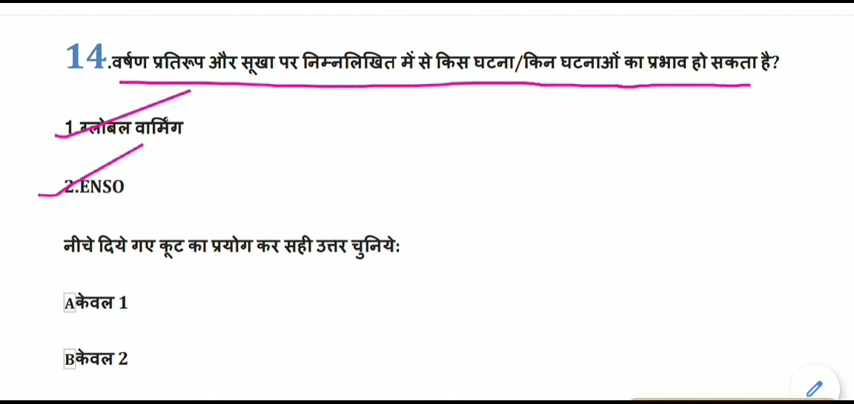 14.वर्षण प्रतिरूप और सूखा पर निम्नलिखित में से किस घटना/किन घटनाओं का प्रभाव हो सकता है?
1.ग्लोबल वार्मिंग
2.ENSO
नीचे दिये गए कूट का प्रयोग कर सही उत्तर चुनिये:
Aकेवल 1
Bकेवल 2